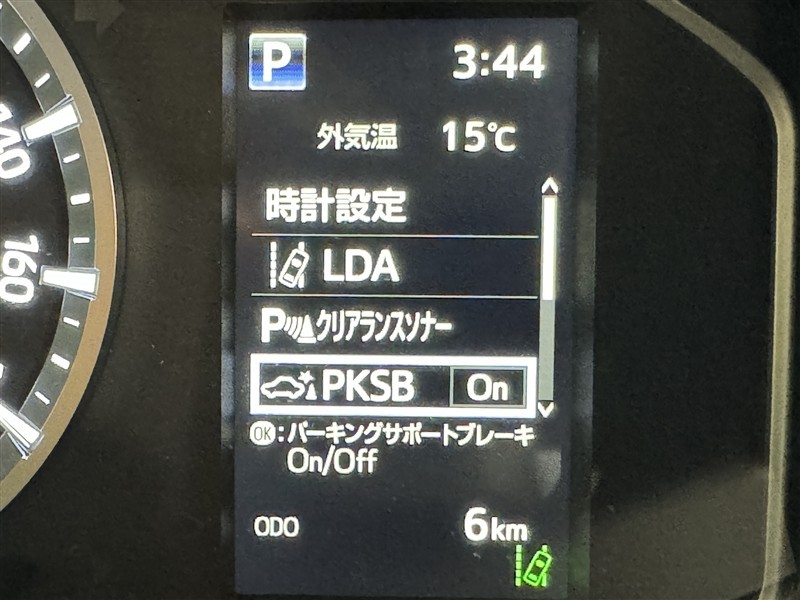 P 3:44
外気温 15℃
時計設定
LDA
Pクリアランスソナー
PKSB On
OK:パーキングサポートブレーキ
On/Off
ODO 6km
140
160